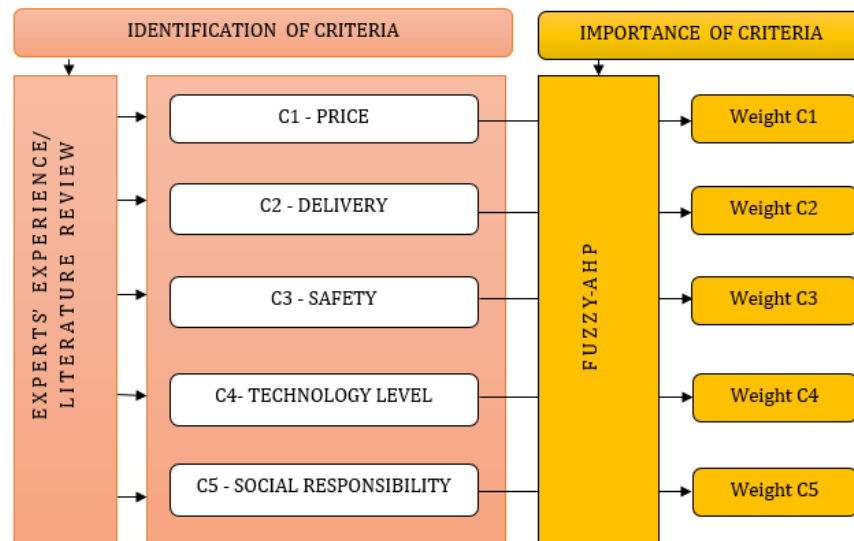 IDENTIFICATION OF CRITERIA
IMPORTANCE OF CRITERIA
EXPERTS' EXPERIENCE/
LITERATURE REVIEW
C1 - PRICE
C2 - DELIVERY
C3 - SAFETY
C4- TECHNOLOGY LEVEL
C5 - SOCIAL RESPONSIBILITY
FUZZY-AHP
Weight C1
Weight C2
Weight C3
Weight C4
Weight C5